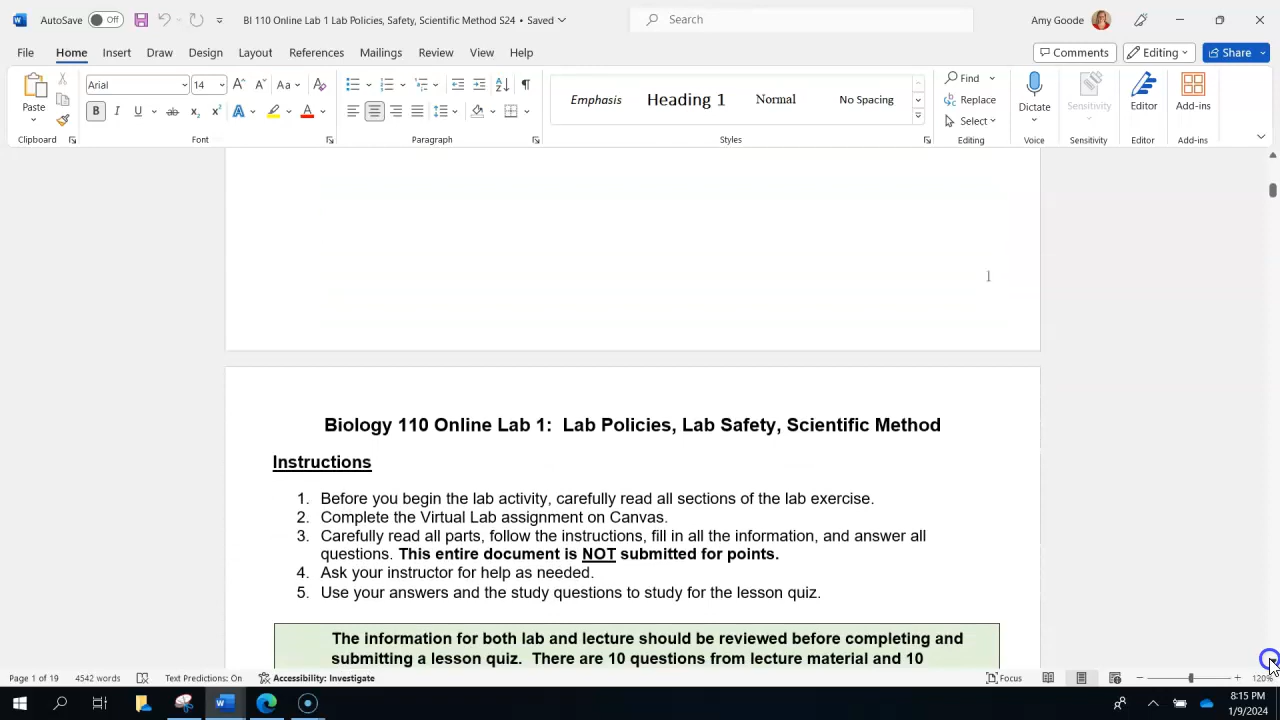 AutoSave Off BI 110 Online Lab 1 Lab Policies, Safety, Scientific Method S24 • Saved Search Amy Goode
File Home Insert Draw Design Layout References Mailings Review View Help Comments Editing Share
Paste Arial 14 Emphasis Heading 1 Normal No Spacing Find Replace Select Dictate Sensitivity Editor Add-ins
Clipboard Font Paragraph Styles Editing Voice Sensitivity Editor Add-ins
1
Biology 110 Online Lab 1: Lab Policies, Lab Safety, Scientific Method
Instructions
1. Before you begin the lab activity, carefully read all sections of the lab exercise.
2. Complete the Virtual Lab assignment on Canvas.
3. Carefully read all parts, follow the instructions, fill in all the information, and answer all
questions. This entire document is NOT submitted for points.
4. Ask your instructor for help as needed.
5. Use your answers and the study questions to study for the lesson quiz.
The information for both lab and lecture should be reviewed before completing and
submitting a lesson quiz. There are 10 questions from lecture material and 10
Page 1 of 19 4542 words Text Predictions: On Accessibility: Investigate Focus 120%
8:15 PM
1/9/2024